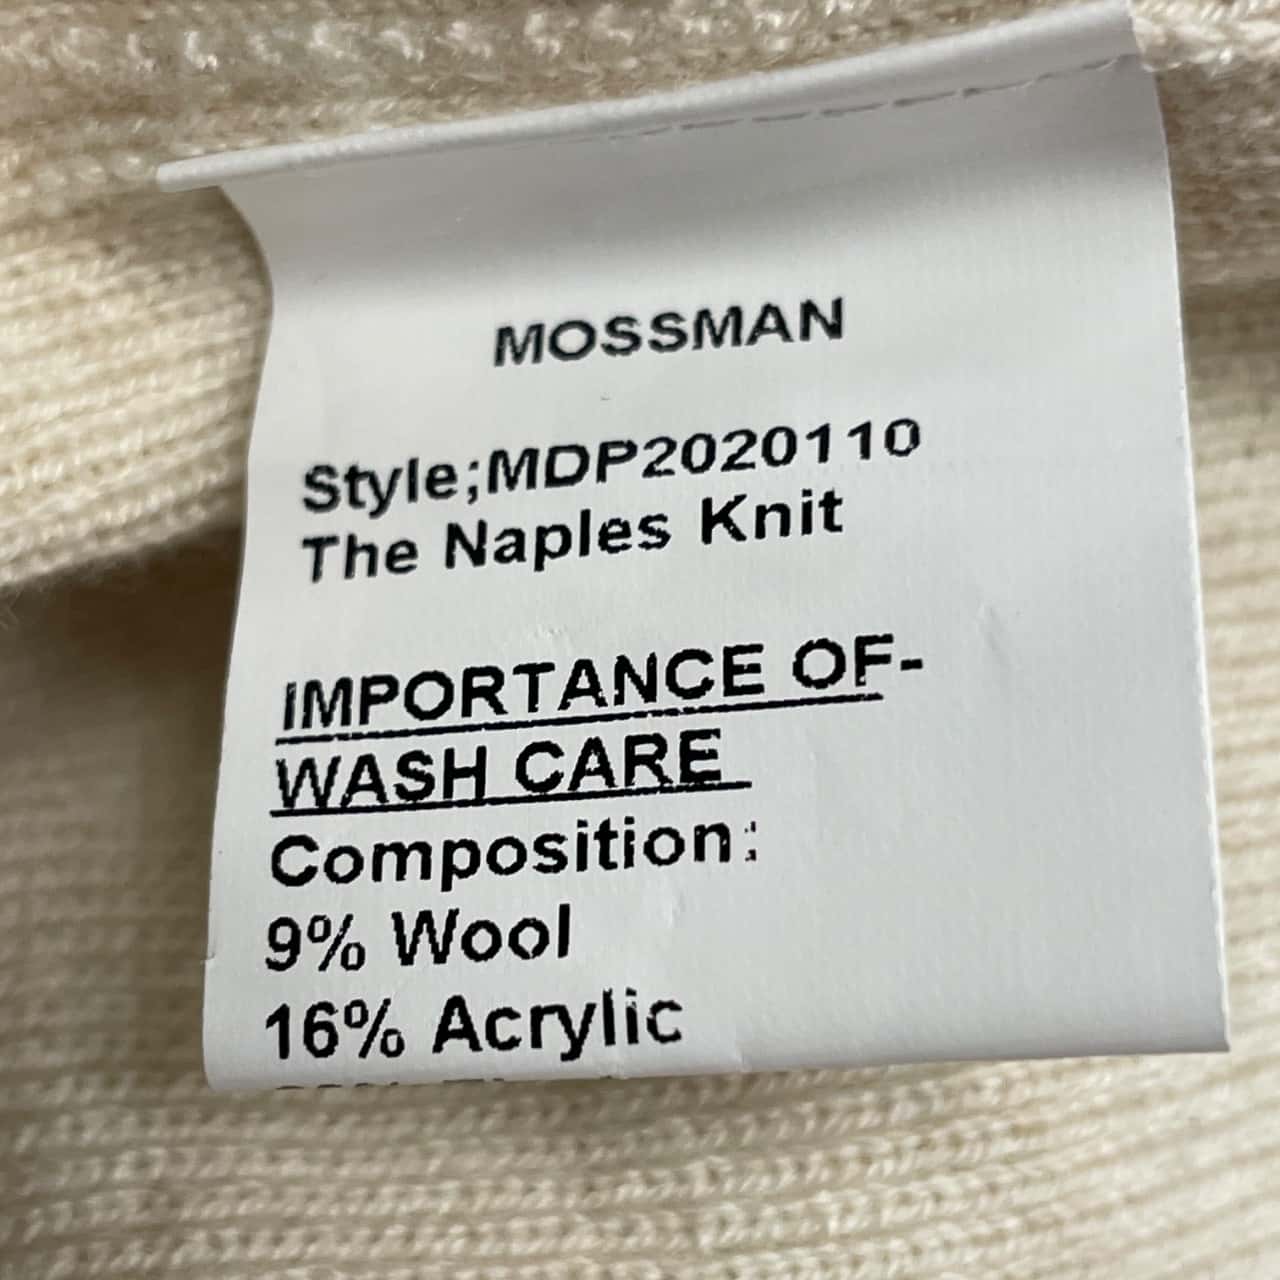 MOSSMAN
Style;MDP2020110
The Naples Knit
IMPORTANCE OF-
WASH CARE
Composition:
9% Wool
16% Acrylic